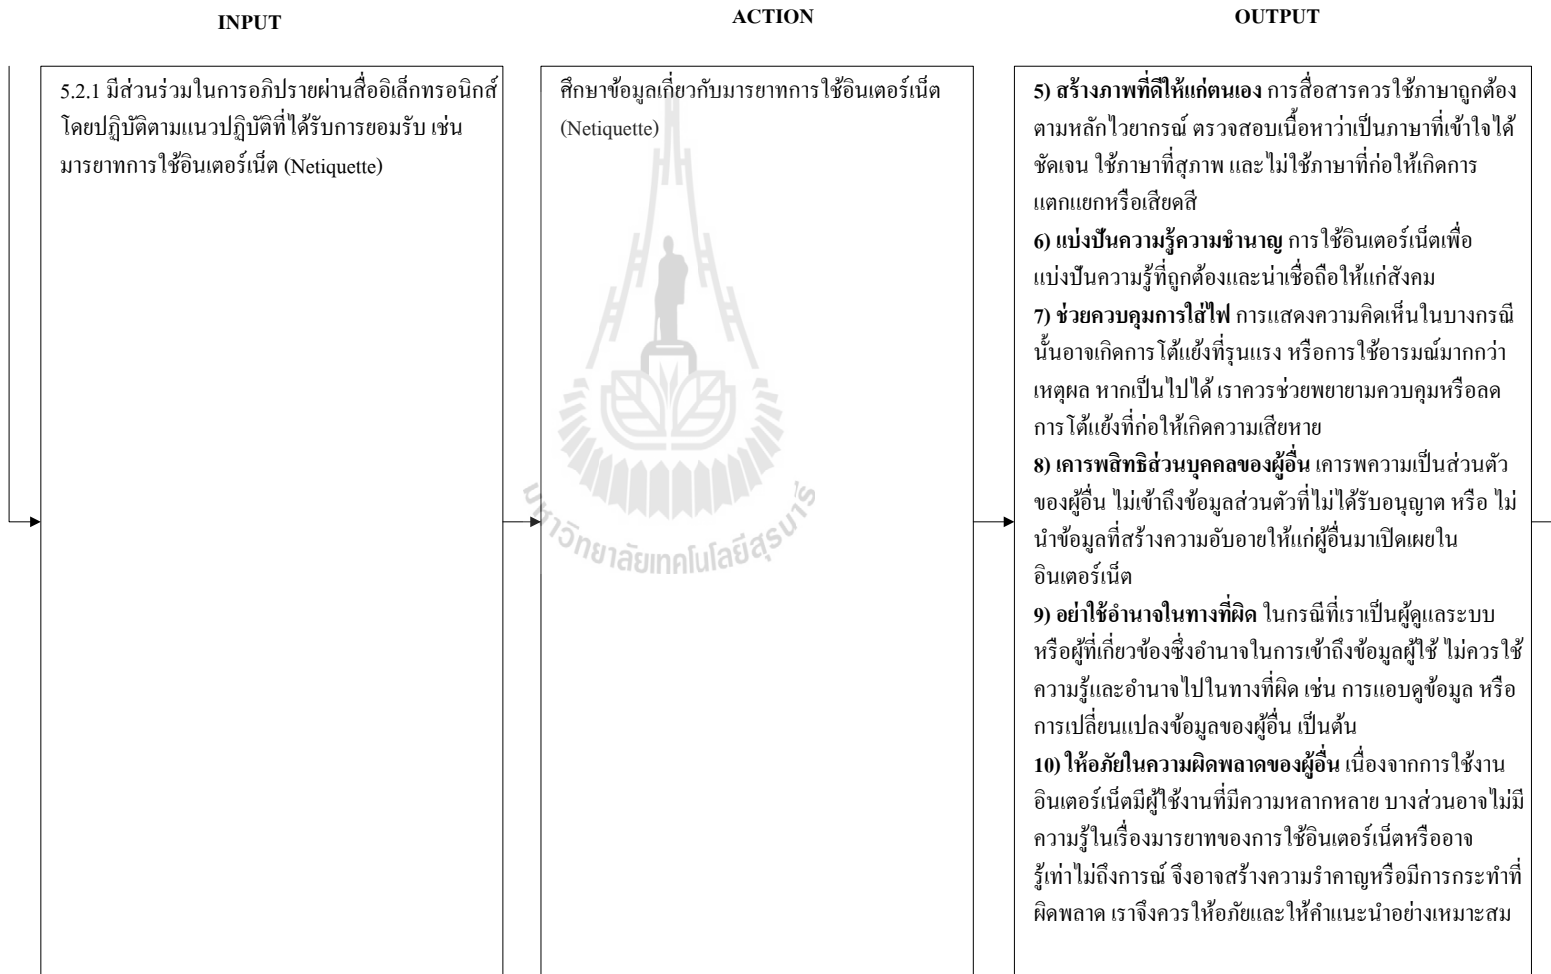 INPUT
ACTION
OUTPUT
5.2.1 มีส่วนร่วมในการอภิปรายผ่านสื่ออิเล็กทรอนิกส์
โดยปฏิบัติตามแนวปฏิบัติที่ได้รับการยอมรับ เช่น
มารยาทการใช้อินเตอร์เน็ต (Netiquette)
ศึกษาข้อมูลเกี่ยวกับมารยาทการใช้อินเตอร์เน็ต
(Netiquette)
5) สร้างภาพที่ดีให้แก่ตนเอง การสื่อสารควรใช้ภาษาถูกต้อง
ตามหลักไวยากรณ์ ตรวจสอบเนื้อหาว่าเป็นภาษาที่เข้าใจได้
ชัดเจน ใช้ภาษาที่สุภาพ และไม่ใช้ภาษาที่ก่อให้เกิดการ
แตกแยกหรือเสียดสี
6) แบ่งปันความรู้ความชำนาญ การใช้อินเตอร์เน็ตเพื่อ
แบ่งปันความรู้ที่ถูกต้องและน่าเชื่อถือให้แก่สังคม
7) ช่วยควบคุมการใส่ไฟ การแสดงความคิดเห็นในบางกรณี
นั้นอาจเกิดการโต้แย้งที่รุนแรง หรือการใช้อารมณ์มากกว่า
เหตุผล หากเป็นไปได้ เราควรช่วยพยายามควบคุมหรือลด
การโต้แย้งที่ก่อให้เกิดความเสียหาย
8) เคารพสิทธิส่วนบุคคลของผู้อื่น เคารพความเป็นส่วนตัว
ของผู้อื่น ไม่เข้าถึงข้อมูลส่วนตัวที่ไม่ได้รับอนุญาต หรือ ไม่
นำข้อมูลที่สร้างความอับอายให้แก่ผู้อื่นมาเปิดเผยใน
อินเตอร์เน็ต
9) อย่าใช้อำนาจในทางที่ผิด ในกรณีที่เราเป็นผู้ดูแลระบบ
หรือผู้ที่เกี่ยวข้องซึ่งอำนาจในการเข้าถึงข้อมูลผู้ใช้ ไม่ควรใช้
ความรู้และอำนาจไปในทางที่ผิด เช่น การแอบดูข้อมูล หรือ
การเปลี่ยนแปลงข้อมูลของผู้อื่น เป็นต้น
10) ให้อภัยในความผิดพลาดของผู้อื่น เนื่องจากการใช้งาน
อินเตอร์เน็ตมีผู้ใช้งานที่มีความหลากหลาย บางส่วนอาจไม่มี
ความรู้ในเรื่องมารยาทของการใช้อินเตอร์เน็ตหรืออาจ
รู้เท่าไม่ถึงการณ์ จึงอาจสร้างความรำคาญหรือมีการกระทำที่
ผิดพลาด เราจึงควรให้อภัยและให้คำแนะนำอย่างเหมาะสม
มหาวิทยาลัยเทคโนโลยีสุรนารี